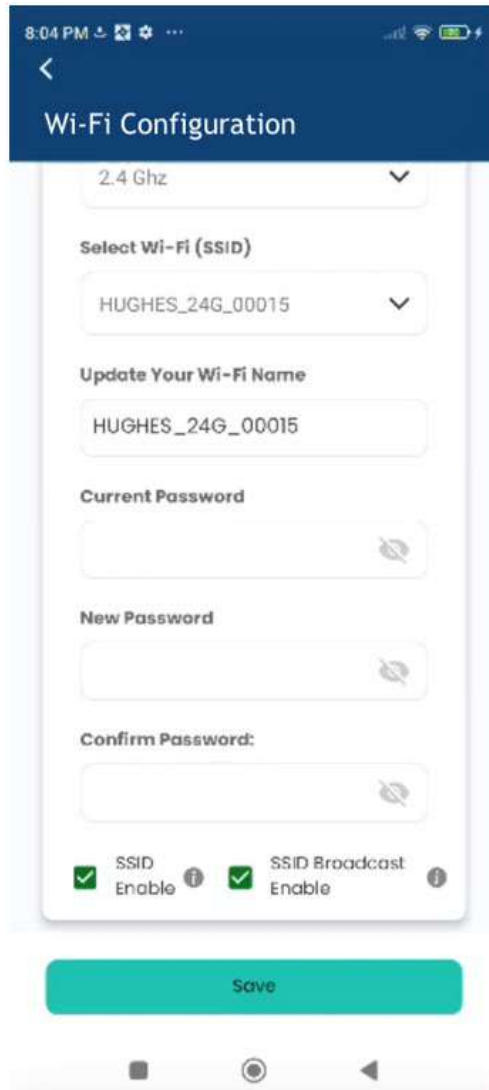 8:04 PM
Wi-Fi Configuration
2.4 Ghz
Select Wi-Fi (SSID)
HUGHES_24G_00015
Update Your Wi-Fi Name
HUGHES_24G_00015
Current Password
New Password
Confirm Password:
SSID Enable
SSID Broadcast Enable
Save